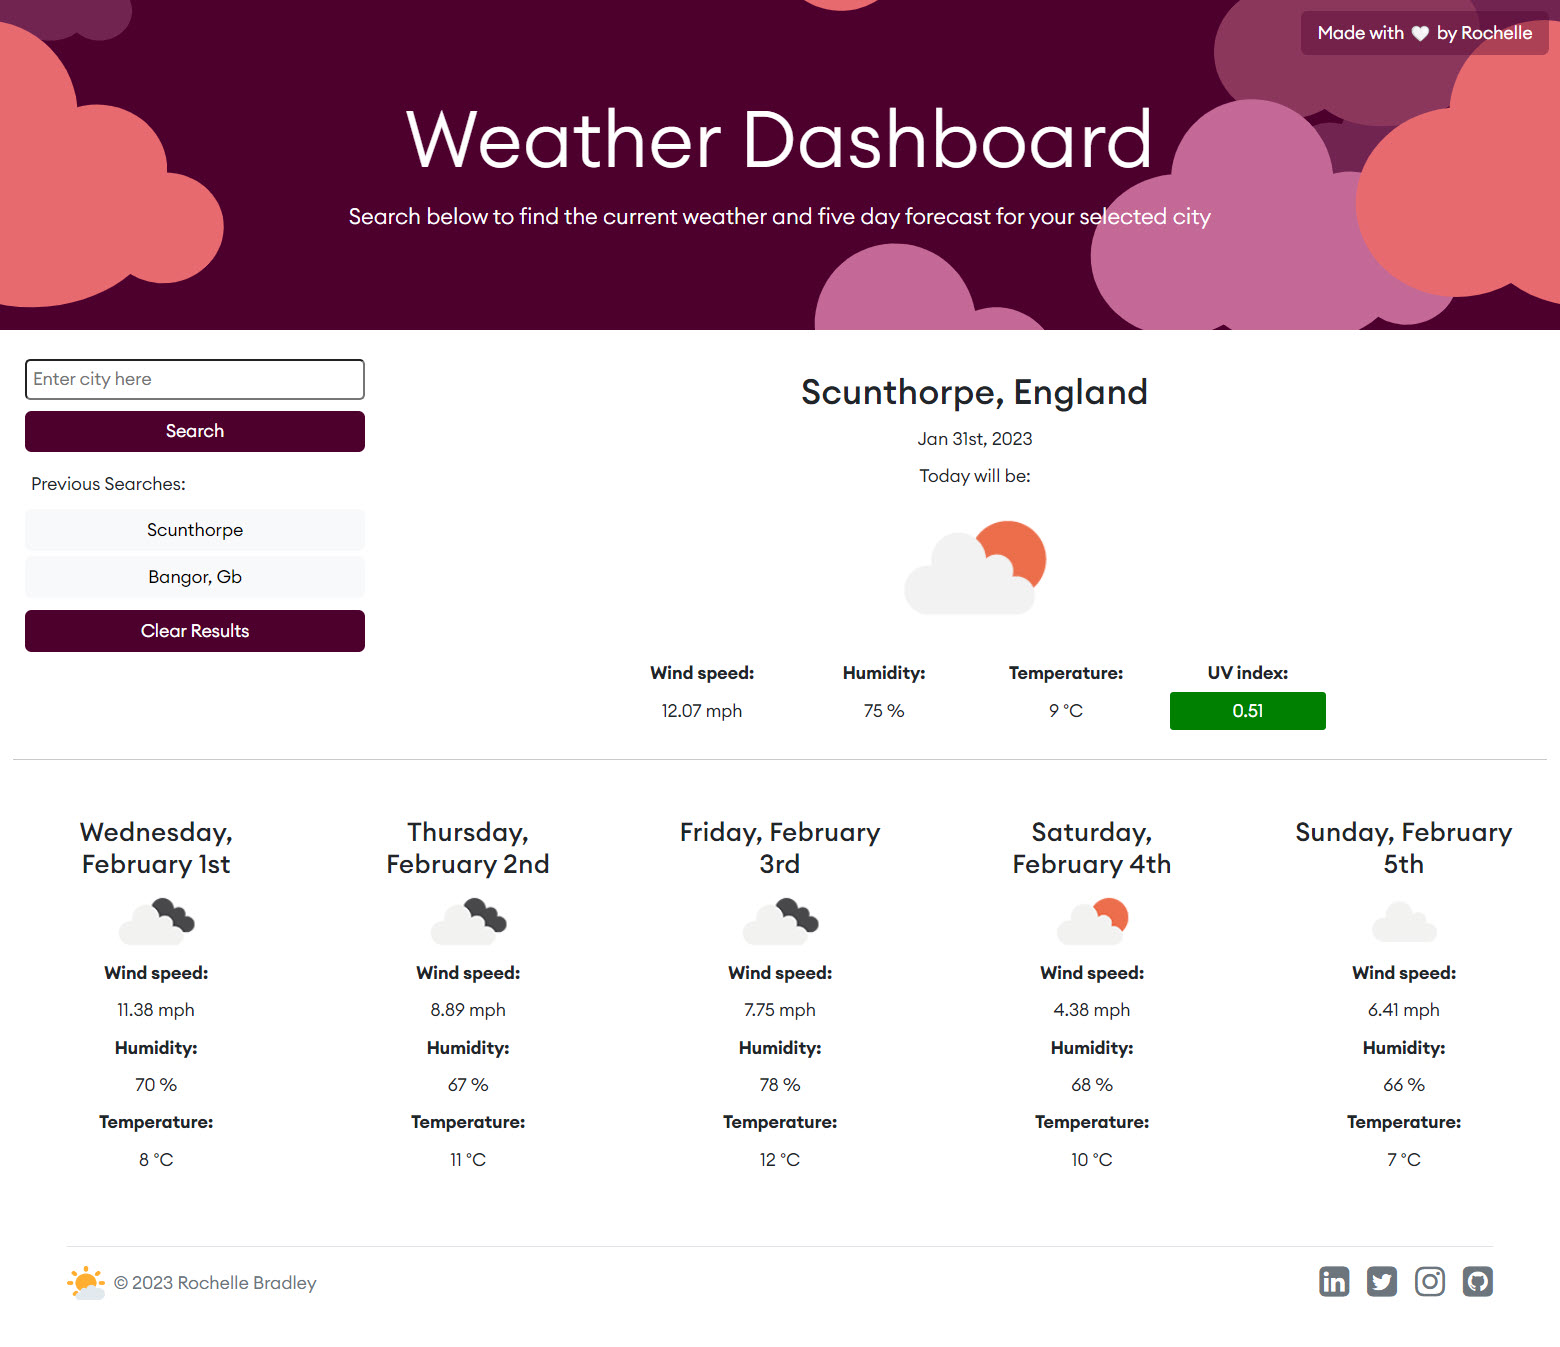 Made with 🤍 by Rochelle
Weather Dashboard
Search below to find the current weather and five day forecast for your selected city
Enter city here
Search
Previous Searches:
Scunthorpe
Bangor, Gb
Clear Results
Scunthorpe, England
Jan 31st, 2023
Today will be:
Wind speed: Humidity: Temperature: UV index:
12.07 mph 75 % 9 °C 0.51
Wednesday,
February 1st
Wind speed:
11.38 mph
Humidity:
70 %
Temperature:
8 °C
Thursday,
February 2nd
Wind speed:
8.89 mph
Humidity:
67 %
Temperature:
11 °C
Friday, February
3rd
Wind speed:
7.75 mph
Humidity:
78 %
Temperature:
12 °C
Saturday,
February 4th
Wind speed:
4.38 mph
Humidity:
68 %
Temperature:
10 °C
Sunday, February
5th
Wind speed:
6.41 mph
Humidity:
66 %
Temperature:
7 °C
© 2023 Rochelle Bradley
in